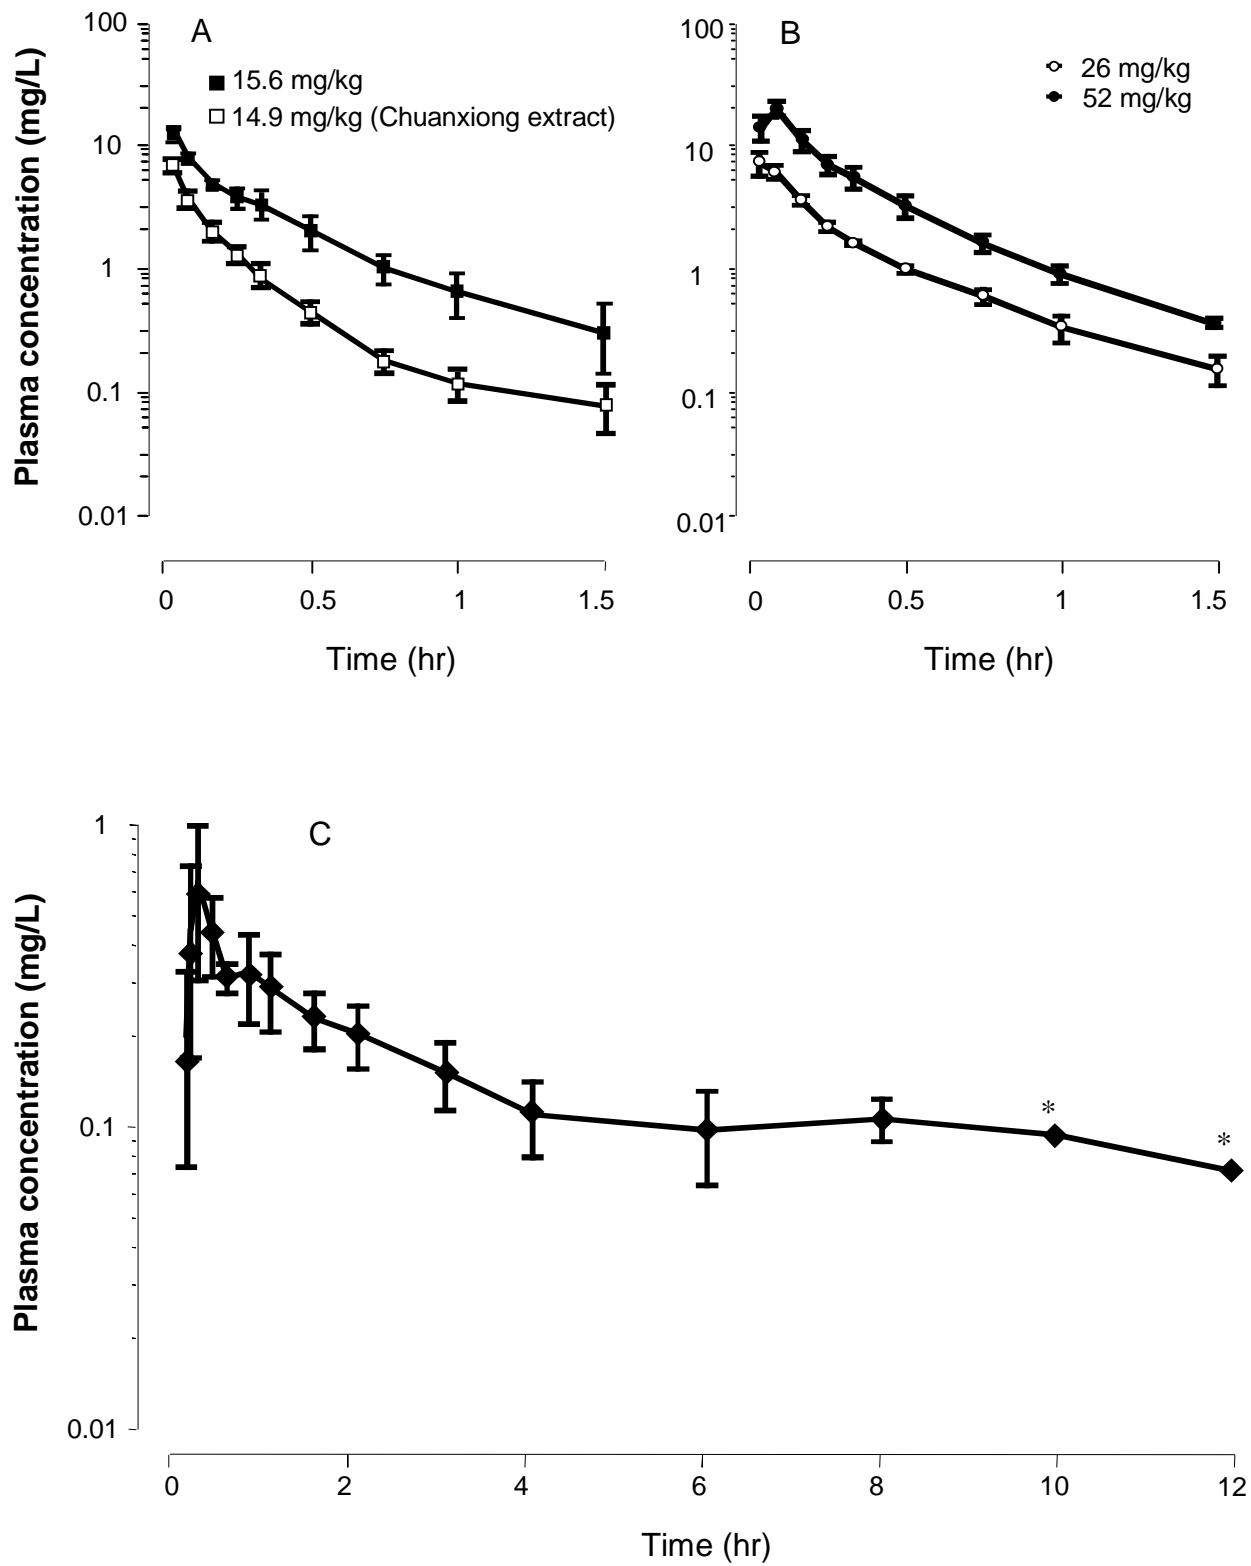 A
15.6 mg/kg
14.9 mg/kg (Chuanxiong extract)
Plasma concentration (mg/L)
100
10
1
0.1
0.01
0
0.5
1
1.5
Time (hr)
B
26 mg/kg
52 mg/kg
100
10
1
0.1
0.01
0
0.5
1
1.5
Time (hr)
C
Plasma concentration (mg/L)
1
0.1
0.01
*
*
0
2
4
6
8
10
12
Time (hr)